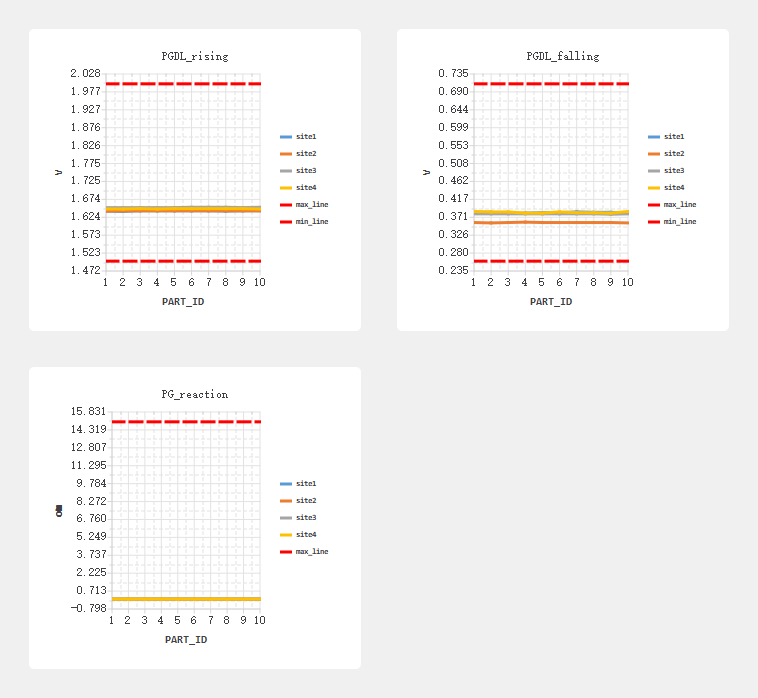 PGDL_rising
2.028
1.977
1.927
1.876
1.826
1.775
1.725
1.674
1.624
1.573
1.523
1.472
1 2 3 4 5 6 7 8 9 10
PART_ID
site1
site2
site3
site4
max_line
min_line
PGDL_falling
0.735
0.690
0.644
0.599
0.553
0.508
0.462
0.417
0.371
0.326
0.280
0.235
1 2 3 4 5 6 7 8 9 10
PART_ID
site1
site2
site3
site4
max_line
min_line
PG_reaction
15.831
14.319
12.807
11.295
9.784
8.272
6.760
5.249
3.737
2.225
0.713
-0.798
1 2 3 4 5 6 7 8 9 10
PART_ID
site1
site2
site3
site4
max_line